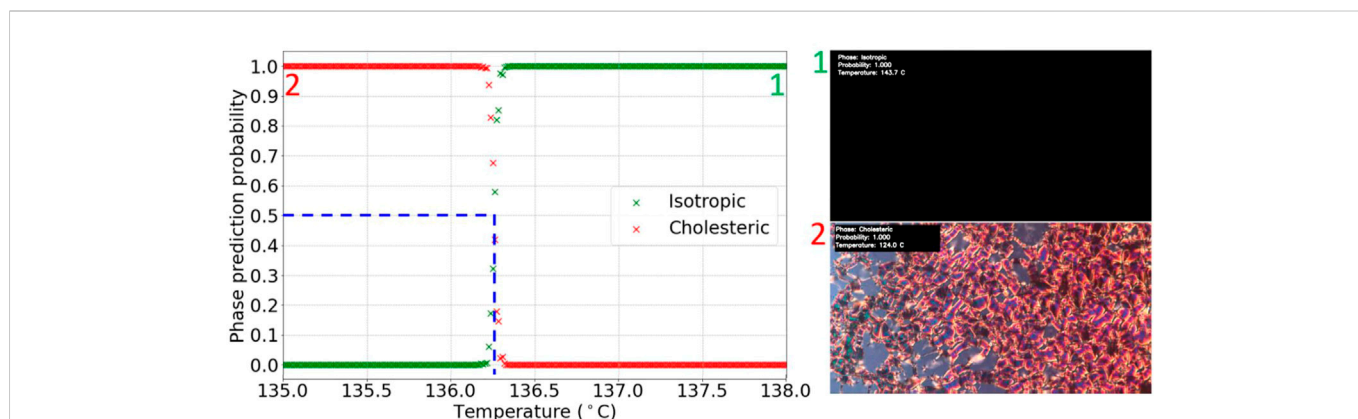 1.0
0.9
0.8
0.7
0.6
0.5
0.4
0.3
0.2
0.1
0.0
Phase prediction probability
2
1
× Isotropic
× Cholesteric
135.0 135.5 136.0 136.5 137.0 137.5 138.0
Temperature (°C)
1
Phase: Isotropic
Probability: 1.000
Temperature: 143.7 C
2
Phase: Cholesteric
Probability: 1.000
Temperature: 124.0 C